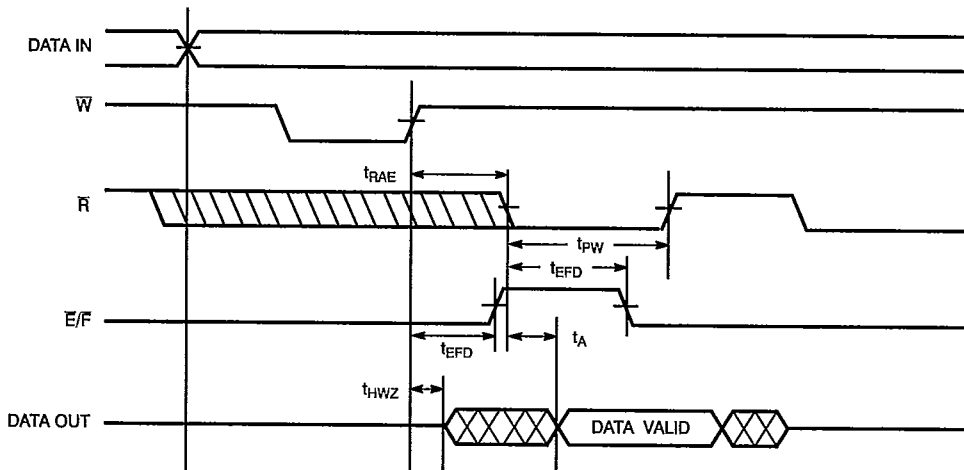 DATA IN
W̅
tRAE
R̅
tPW
tEFD
E̅/F̅
tA
tEFD
tHWZ
DATA OUT
DATA VALID